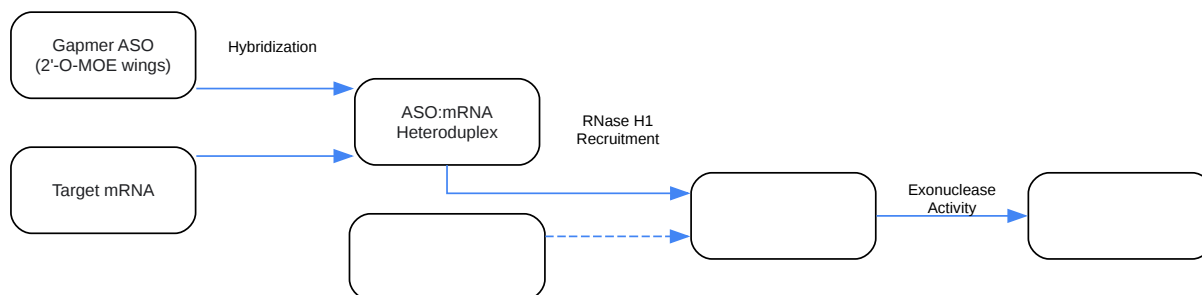 Gapmer ASO
(2'-O-MOE wings)
Hybridization
Target mRNA
ASO:mRNA
Heteroduplex
RNase H1
Recruitment
Exonuclease
Activity